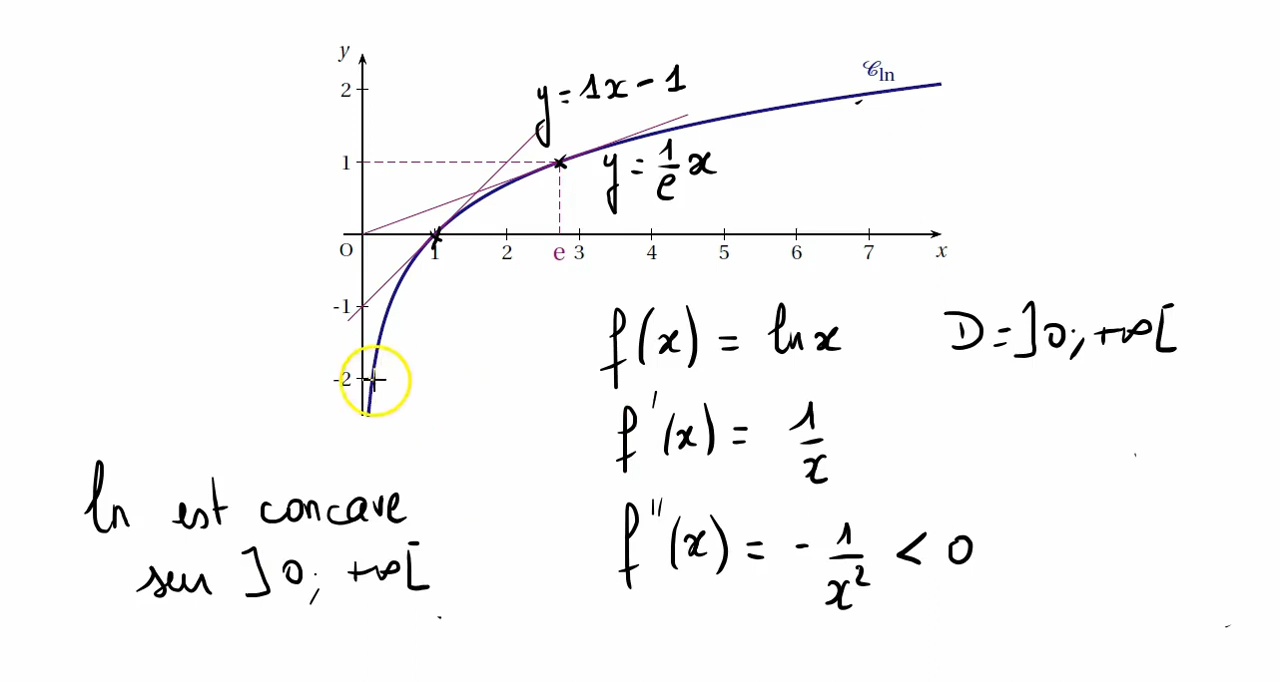 y
2
𝒞ln
y = 1x - 1
1
y = 1/e x
O
1
2
e
3
4
5
6
7
x
-1
-2
f(x) = ln x
D = ]0; +∞[
f'(x) = 1/x
f''(x) = - 1/x² < 0
ln est concave
sur ]0; +∞[